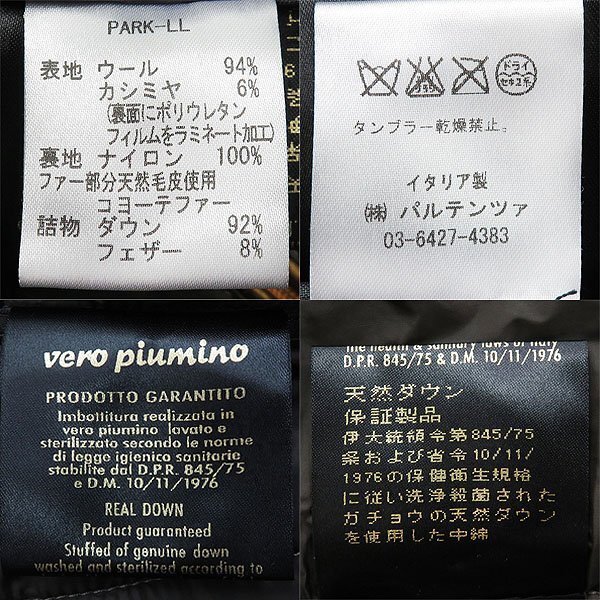 PARK-LL
表地 ウール 94%
カシミヤ 6%
(裏面にポリウレタン
フィルムをラミネート加工)
裏地 ナイロン 100%
ファー部分天然毛皮使用
コヨーテファー
詰物 ダウン 92%
フェザー 8%
ドライ
セキユ系
タンブラー乾燥禁止。
イタリア製
㈱ パルテンツァ
03-6427-4383
vero piumino
PRODOTTO GARANTITO
Imbottitura realizzata in
vero piumino lavato e
sterilizzato secondo le norme
di legge igienico sanitarie
stabilite dal D.P.R. 845/75
e D.M. 10/11/1976
REAL DOWN
Product guaranteed
Stuffed of genuine down
washed and sterilized according to
the health & sanitary laws of Italy
D.P.R. 845/75 & D.M. 10/11/1976
天然ダウン
保証製品
伊大統領令第845/75
条および省令10/11/
1976の保健衛生規格
に従い洗浄殺菌された
ガチョウの天然ダウン
を使用した中綿